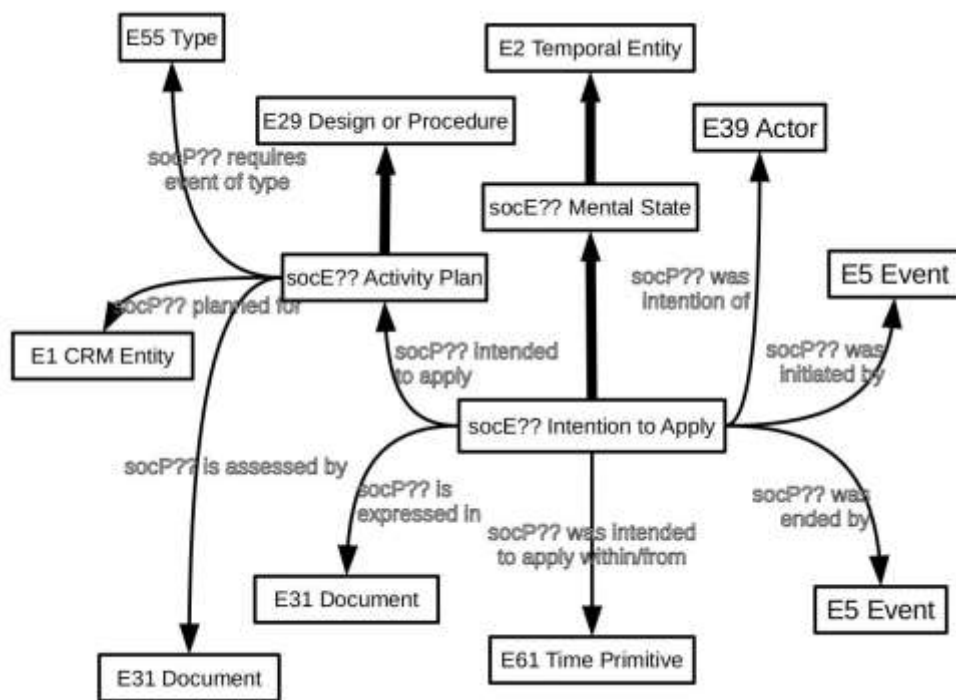 E55 Type
E2 Temporal Entity
E29 Design or Procedure
E39 Actor
socP?? requires
event of type
socE?? Mental State
socE?? Activity Plan
socP?? was
intention of
E5 Event
socP?? planned for
E1 CRM Entity
socP?? intended
to apply
socP?? was
initiated by
socE?? Intention to Apply
socP?? is assessed by
socP?? is
expressed in
socP?? was intended
to apply within/from
socP?? was
ended by
E31 Document
E5 Event
E31 Document
E61 Time Primitive